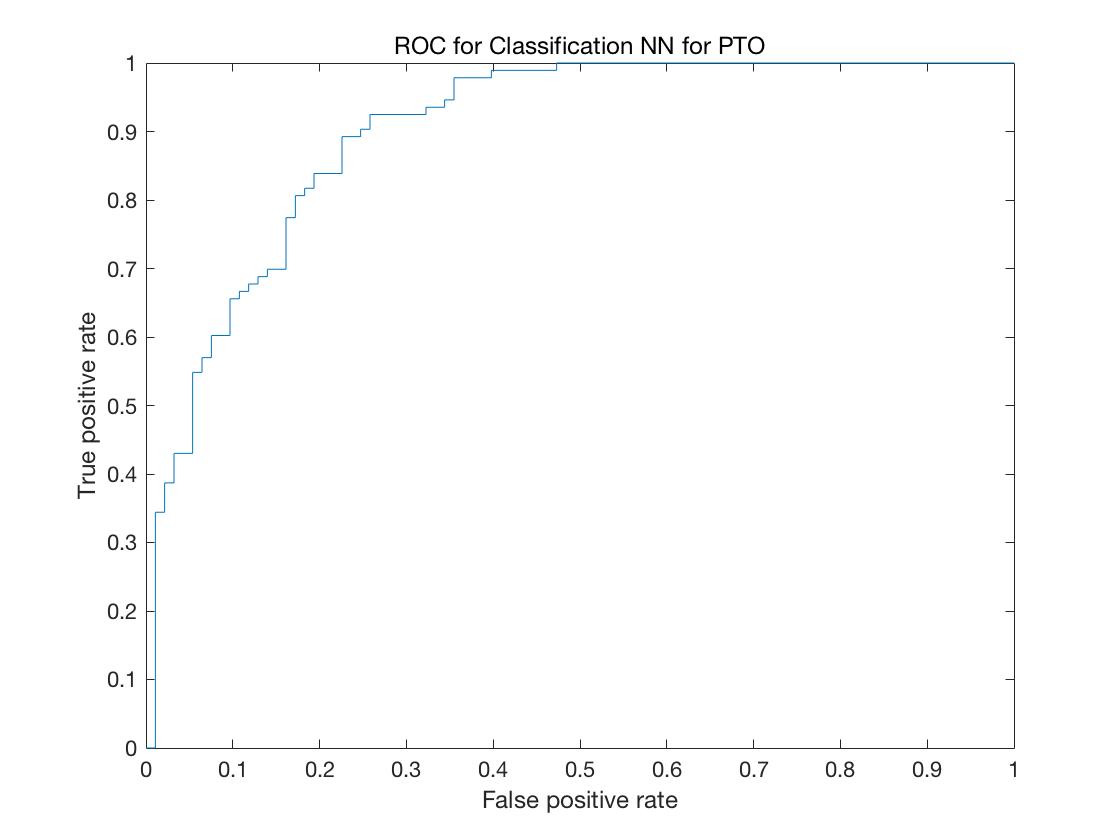 ROC for Classification NN for PTO
1
0.9
0.8
0.7
0.6
0.5
0.4
0.3
0.2
0.1
0
True positive rate
0 0.1 0.2 0.3 0.4 0.5 0.6 0.7 0.8 0.9 1
False positive rate